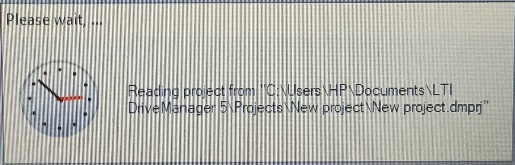 Please wait, ...
Reading project from "C:\Users\HP\Documents\LTI
DriveManager 5\Projects\New project\New project.dmprj"